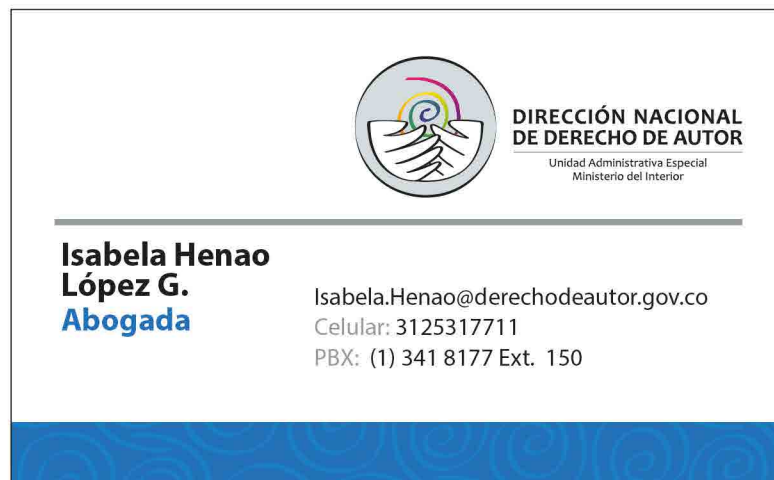 DIRECCIÓN NACIONAL
DE DERECHO DE AUTOR
Unidad Administrativa Especial
Ministerio del Interior
Isabela Henao
López G.
Abogada
Isabela.Henao@derechodeautor.gov.co
Celular: 3125317711
PBX: (1) 341 8177 Ext. 150